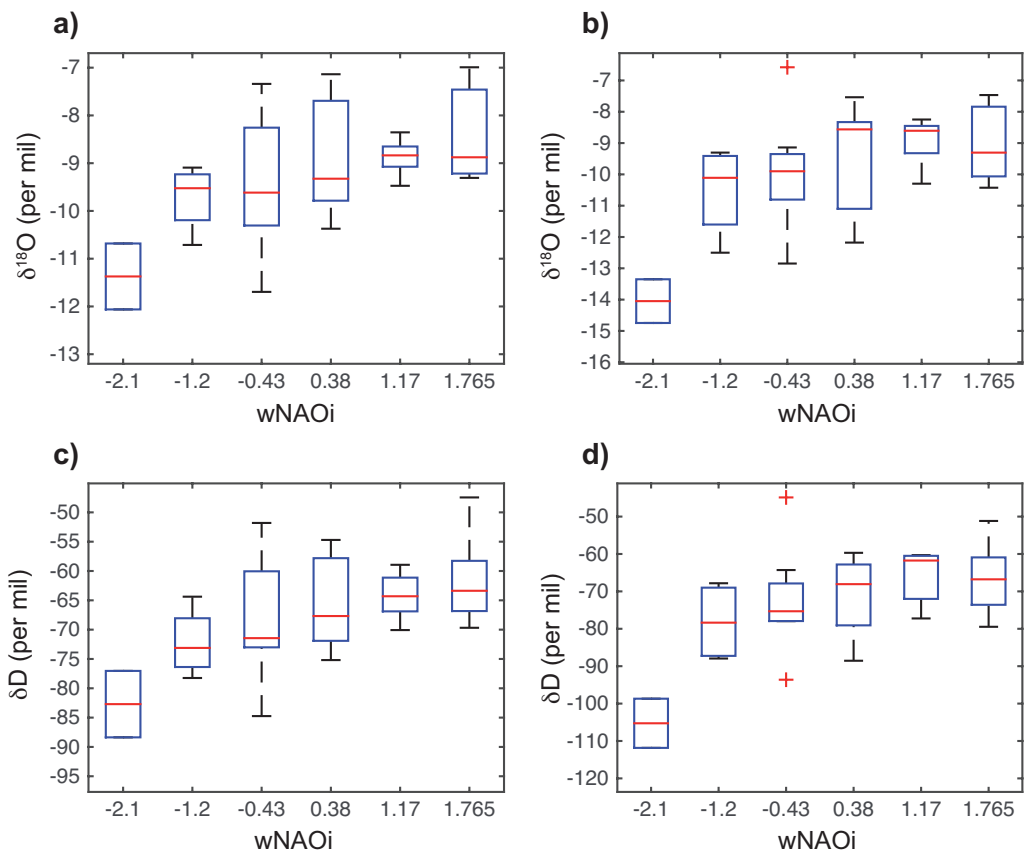 a)
δ18O (per mil)
-7
-8
-9
-10
-11
-12
-13
-2.1 -1.2 -0.43 0.38 1.17 1.765
wNAOi
b)
δ18O (per mil)
-7
-8
-9
-10
-11
-12
-13
-14
-15
-16
-2.1 -1.2 -0.43 0.38 1.17 1.765
wNAOi
c)
δD (per mil)
-50
-55
-60
-65
-70
-75
-80
-85
-90
-95
-2.1 -1.2 -0.43 0.38 1.17 1.765
wNAOi
d)
δD (per mil)
-50
-60
-70
-80
-90
-100
-110
-120
-2.1 -1.2 -0.43 0.38 1.17 1.765
wNAOi